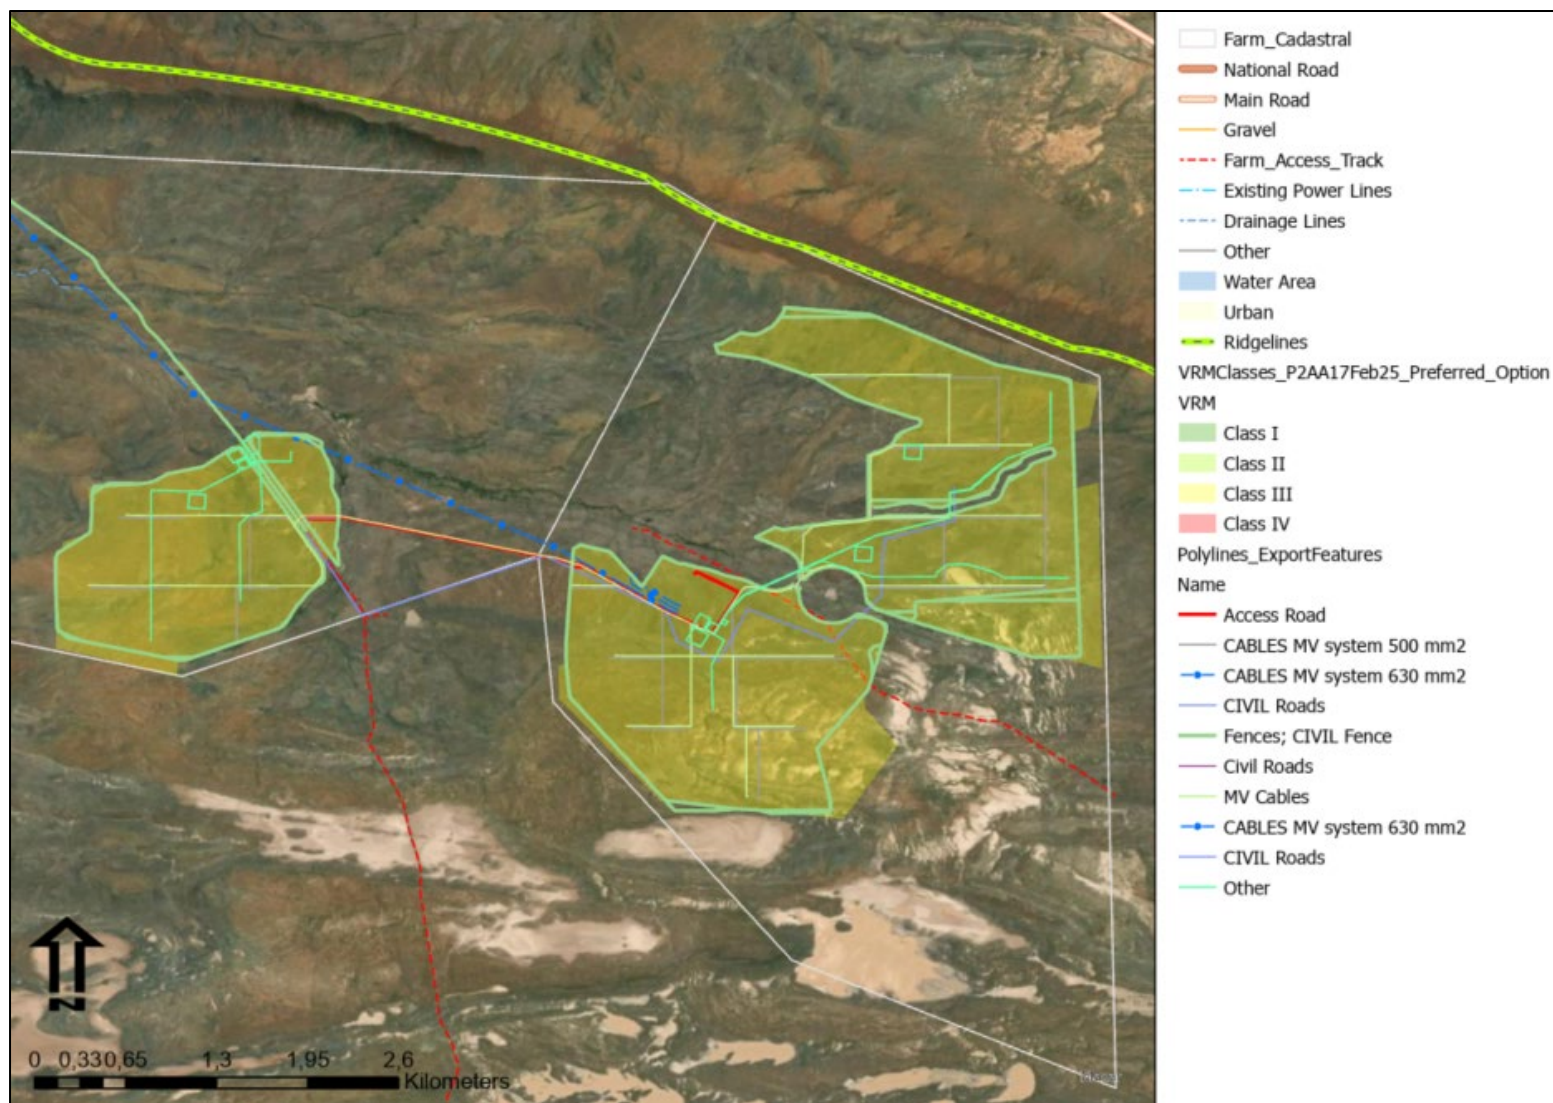 Farm_Cadastral
National Road
Main Road
Gravel
Farm_Access_Track
Existing Power Lines
Drainage Lines
Other
Water Area
Urban
Ridgelines
VRMClasses_P2AA17Feb25_Preferred_Option
VRM
Class I
Class II
Class III
Class IV
Polylines_ExportFeatures
Name
Access Road
CABLES MV system 500 mm2
CABLES MV system 630 mm2
CIVIL Roads
Fences; CIVIL Fence
Civil Roads
MV Cables
CABLES MV system 630 mm2
CIVIL Roads
Other
N
0 0,330,65 1,3 1,95 2,6
Kilometers